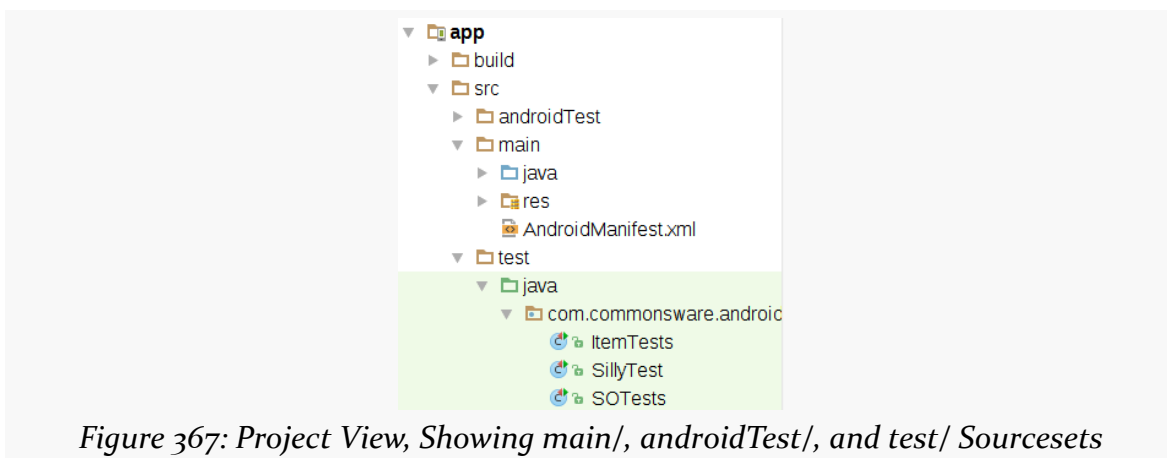 app
build
src
androidTest
main
java
res
AndroidManifest.xml
test
java
com.commonsware.android
ItemTests
SillyTest
SOTests
Figure 367: Project View, Showing main/, androidTest/, and test/ Sourcesets